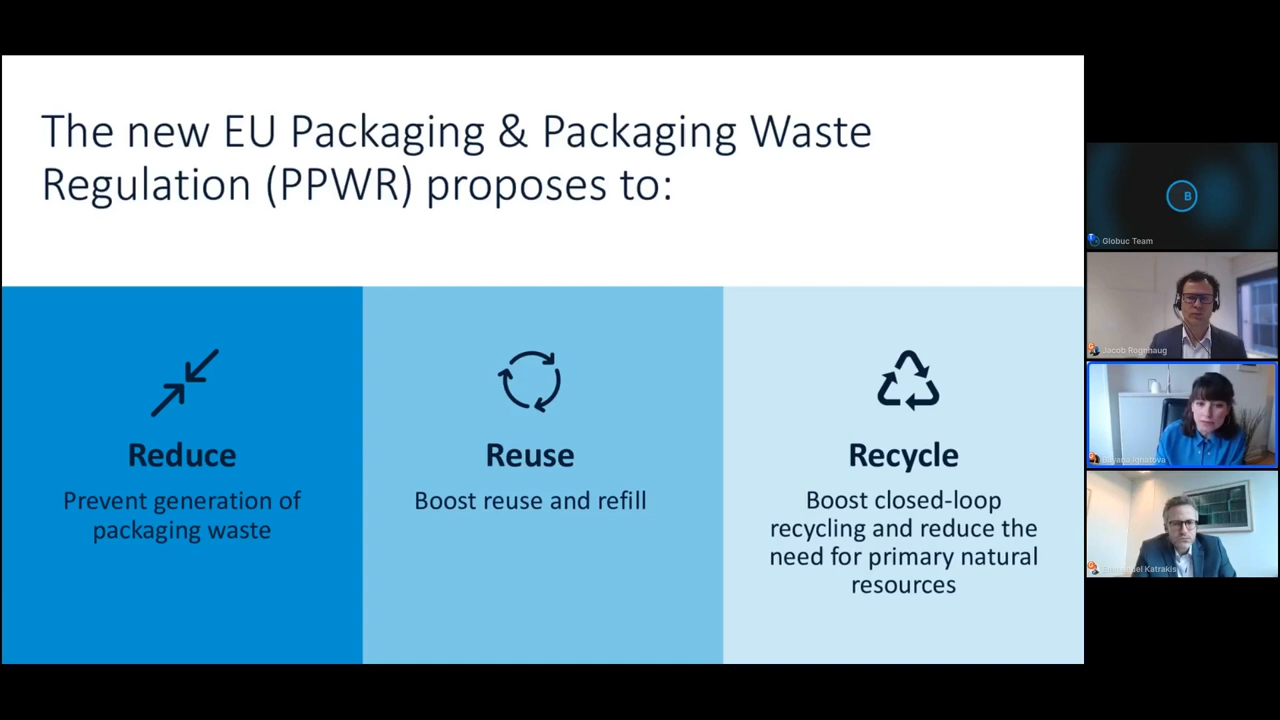 The new EU Packaging & Packaging Waste
Regulation (PPWR) proposes to:
Reduce
Prevent generation of
packaging waste
Reuse
Boost reuse and refill
Recycle
Boost closed-loop
recycling and reduce the
need for primary natural
resources
B
Globuc Team
Jacob Rognhaug
Ignatova
Katrakis